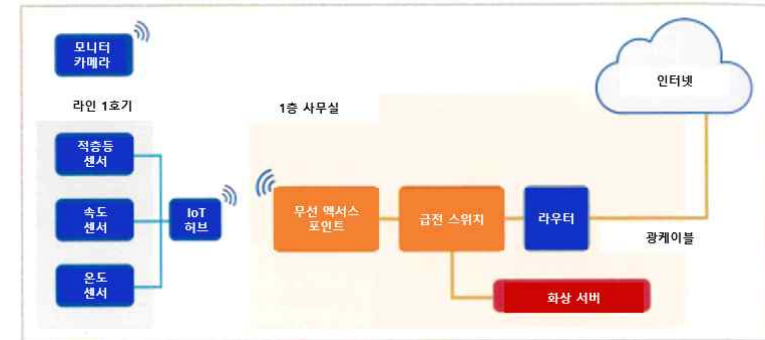 모니터
카메라
인터넷
라인 1호기
1층 사무실
적층등
센서
속도
센서
IoT
허브
무선 액서스
포인트
급전 스위치
라우터
광케이블
온도
센서
화상 서버